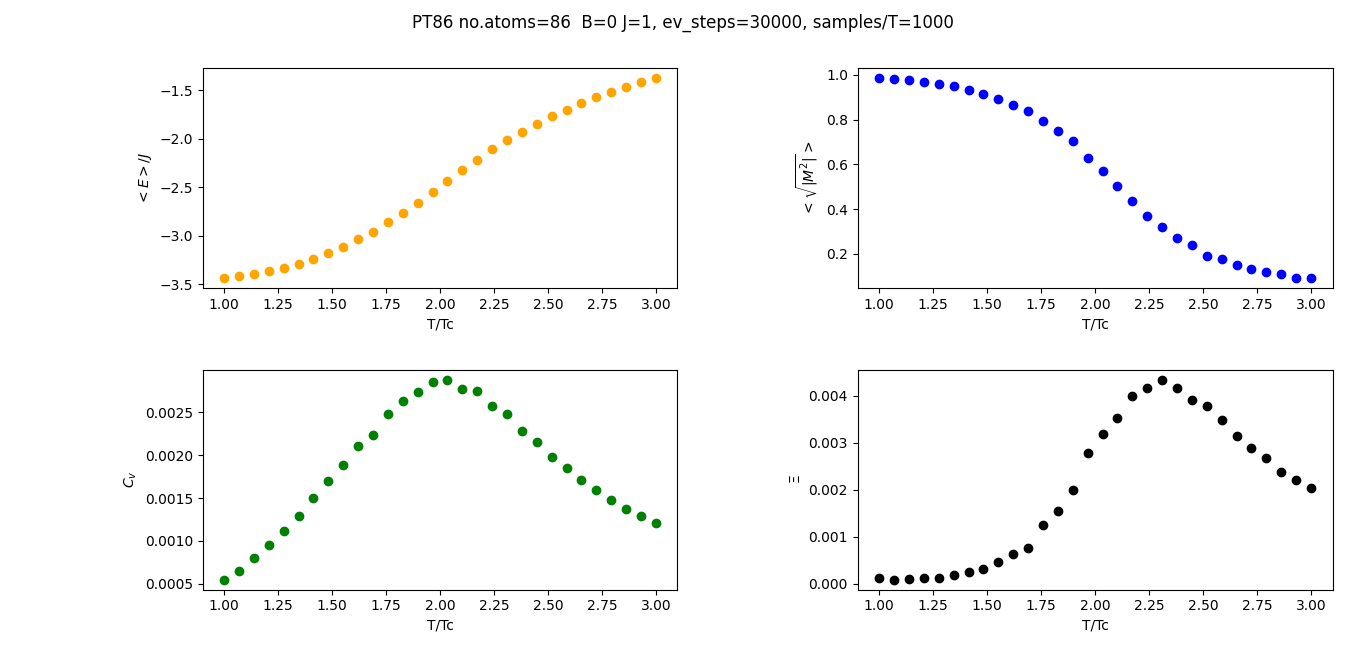 PT86 no.atoms=86  B=0 J=1, ev_steps=30000, samples/T=1000
< E > /J
−1.5
−2.0
−2.5
−3.0
−3.5
1.00 1.25 1.50 1.75 2.00 2.25 2.50 2.75 3.00
T/Tc
< √|M²| >
1.0
0.8
0.6
0.4
0.2
1.00 1.25 1.50 1.75 2.00 2.25 2.50 2.75 3.00
T/Tc
Cᵥ
0.0025
0.0020
0.0015
0.0010
0.0005
1.00 1.25 1.50 1.75 2.00 2.25 2.50 2.75 3.00
T/Tc
Ξ
0.004
0.003
0.002
0.001
0.000
1.00 1.25 1.50 1.75 2.00 2.25 2.50 2.75 3.00
T/Tc